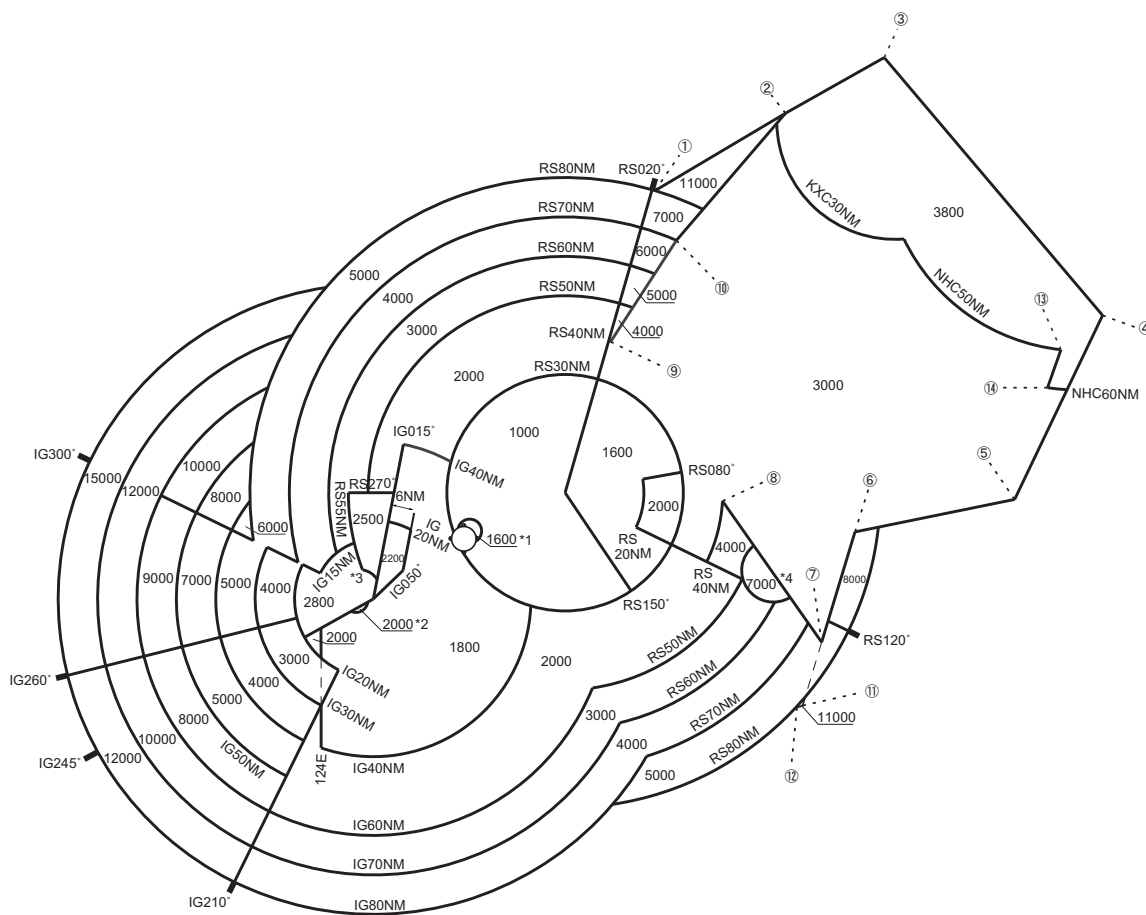 ③
②
①
RS80NM
RS020°
11000
RS70NM
7000
KXC30NM
3800
RS60NM
6000
5000
⑩
NHC50NM
4000
RS50NM
5000
⑬
④
3000
RS40NM
4000
⑨
RS30NM
2000
3000
⑭
NHC60NM
IG015°
1000
1600
IG300°
15000
10000
12000
IG40NM
RS080°
⑧
⑥
⑤
8000
RS270°
6NM
RS55NM
2500
IG
20NM
2000
6000
1600 *1
RS
20NM
4000
IG15NM
*3
2200
IG050°
RS
40NM
7000
*4
⑦
8000
9000
7000
5000
4000
2800
RS150°
2000 *2
2000
1800
2000
RS50NM
RS120°
3000
IG20NM
IG260°
4000
RS60NM
IG30NM
5000
RS70NM
⑪
11000
8000
3000
10000
IG50NM
RS80NM
4000
IG245°
12000
124E
IG40NM
5000
⑫
IG60NM
IG70NM
IG210°
IG80NM